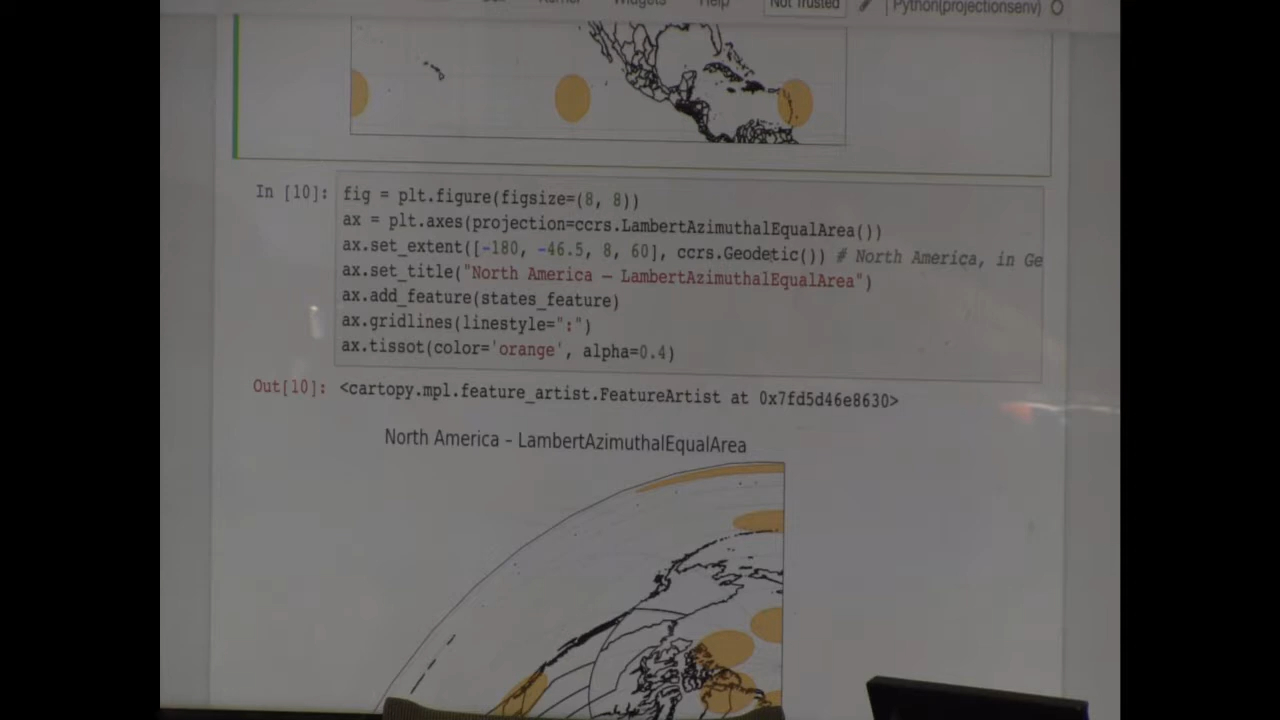 Kernel Widgets Help Not Trusted Python(projectionsenv)
In [10]: fig = plt.figure(figsize=(8, 8))
ax = plt.axes(projection=ccrs.LambertAzimuthalEqualArea())
ax.set_extent([-180, -46.5, 8, 60], ccrs.Geodetic()) # North America, in Ge
ax.set_title("North America - LambertAzimuthalEqualArea")
ax.add_feature(states_feature)
ax.gridlines(linestyle=":")
ax.tissot(color='orange', alpha=0.4)
Out[10]: <cartopy.mpl.feature_artist.FeatureArtist at 0x7fd5d46e8630>
North America - LambertAzimuthalEqualArea